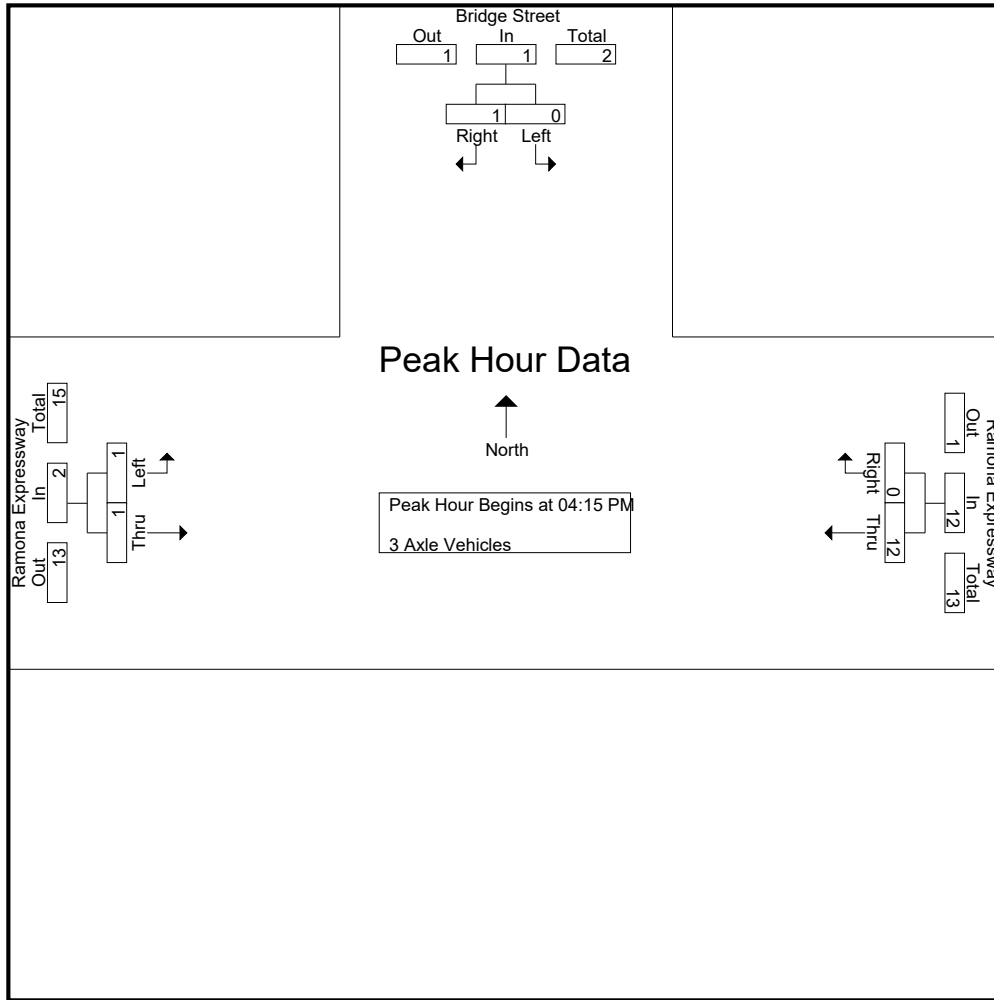 Bridge Street
Out In Total
1 1 2
1 0
Right Left
Peak Hour Data
North
Peak Hour Begins at 04:15 PM
3 Axle Vehicles
Ramona Expressway
Total In Out
15 2 13
1 1
Left Thru
Ramona Expressway
Out In Total
1 12 13
0 12
Right Thru